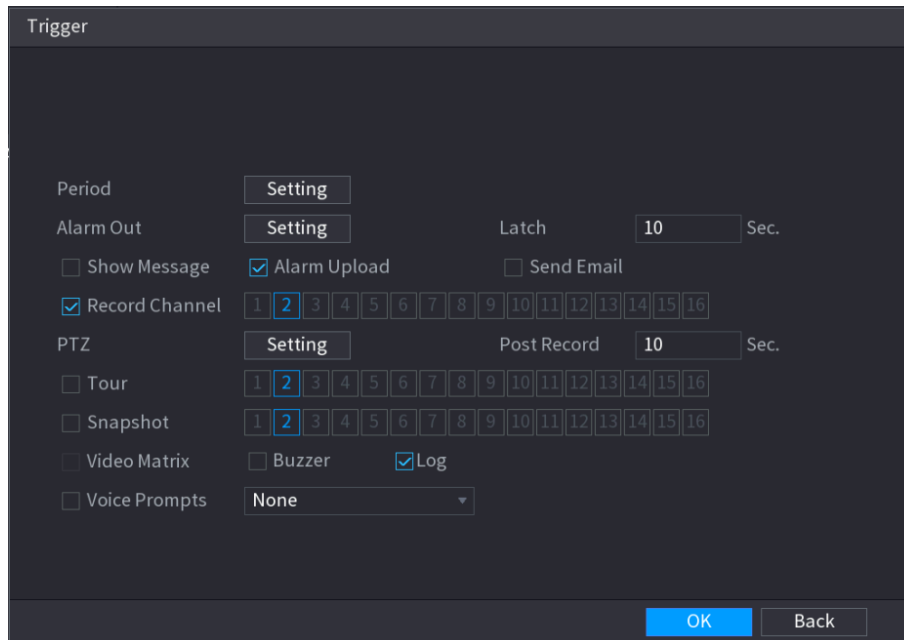 Trigger
Period Setting
Alarm Out Setting Latch 10 Sec.
Show Message Alarm Upload Send Email
Record Channel 1 2 3 4 5 6 7 8 9 10 11 12 13 14 15 16
PTZ Setting Post Record 10 Sec.
Tour 1 2 3 4 5 6 7 8 9 10 11 12 13 14 15 16
Snapshot 1 2 3 4 5 6 7 8 9 10 11 12 13 14 15 16
Video Matrix Buzzer Log
Voice Prompts None
OK Back